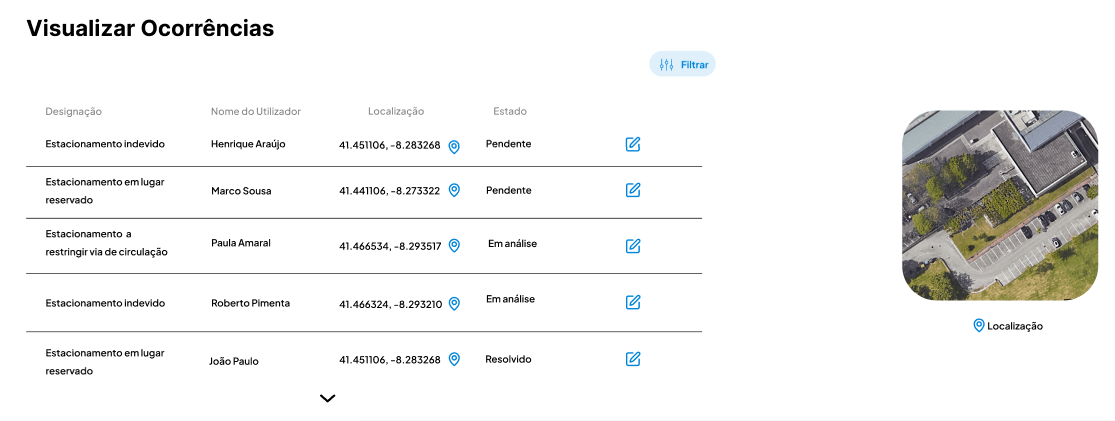 Visualizar Ocorrências
Filtrar
Designação Nome do Utilizador Localização Estado
Estacionamento indevido Henrique Araújo 41.451106, -8.283268 Pendente
Estacionamento em lugar
reservado Marco Sousa 41.441106, -8.273322 Pendente
Estacionamento a
restringir via de circulação Paula Amaral 41.466534, -8.293517 Em análise
Estacionamento indevido Roberto Pimenta 41.466324, -8.293210 Em análise
Estacionamento em lugar
reservado João Paulo 41.451106, -8.283268 Resolvido
Localização